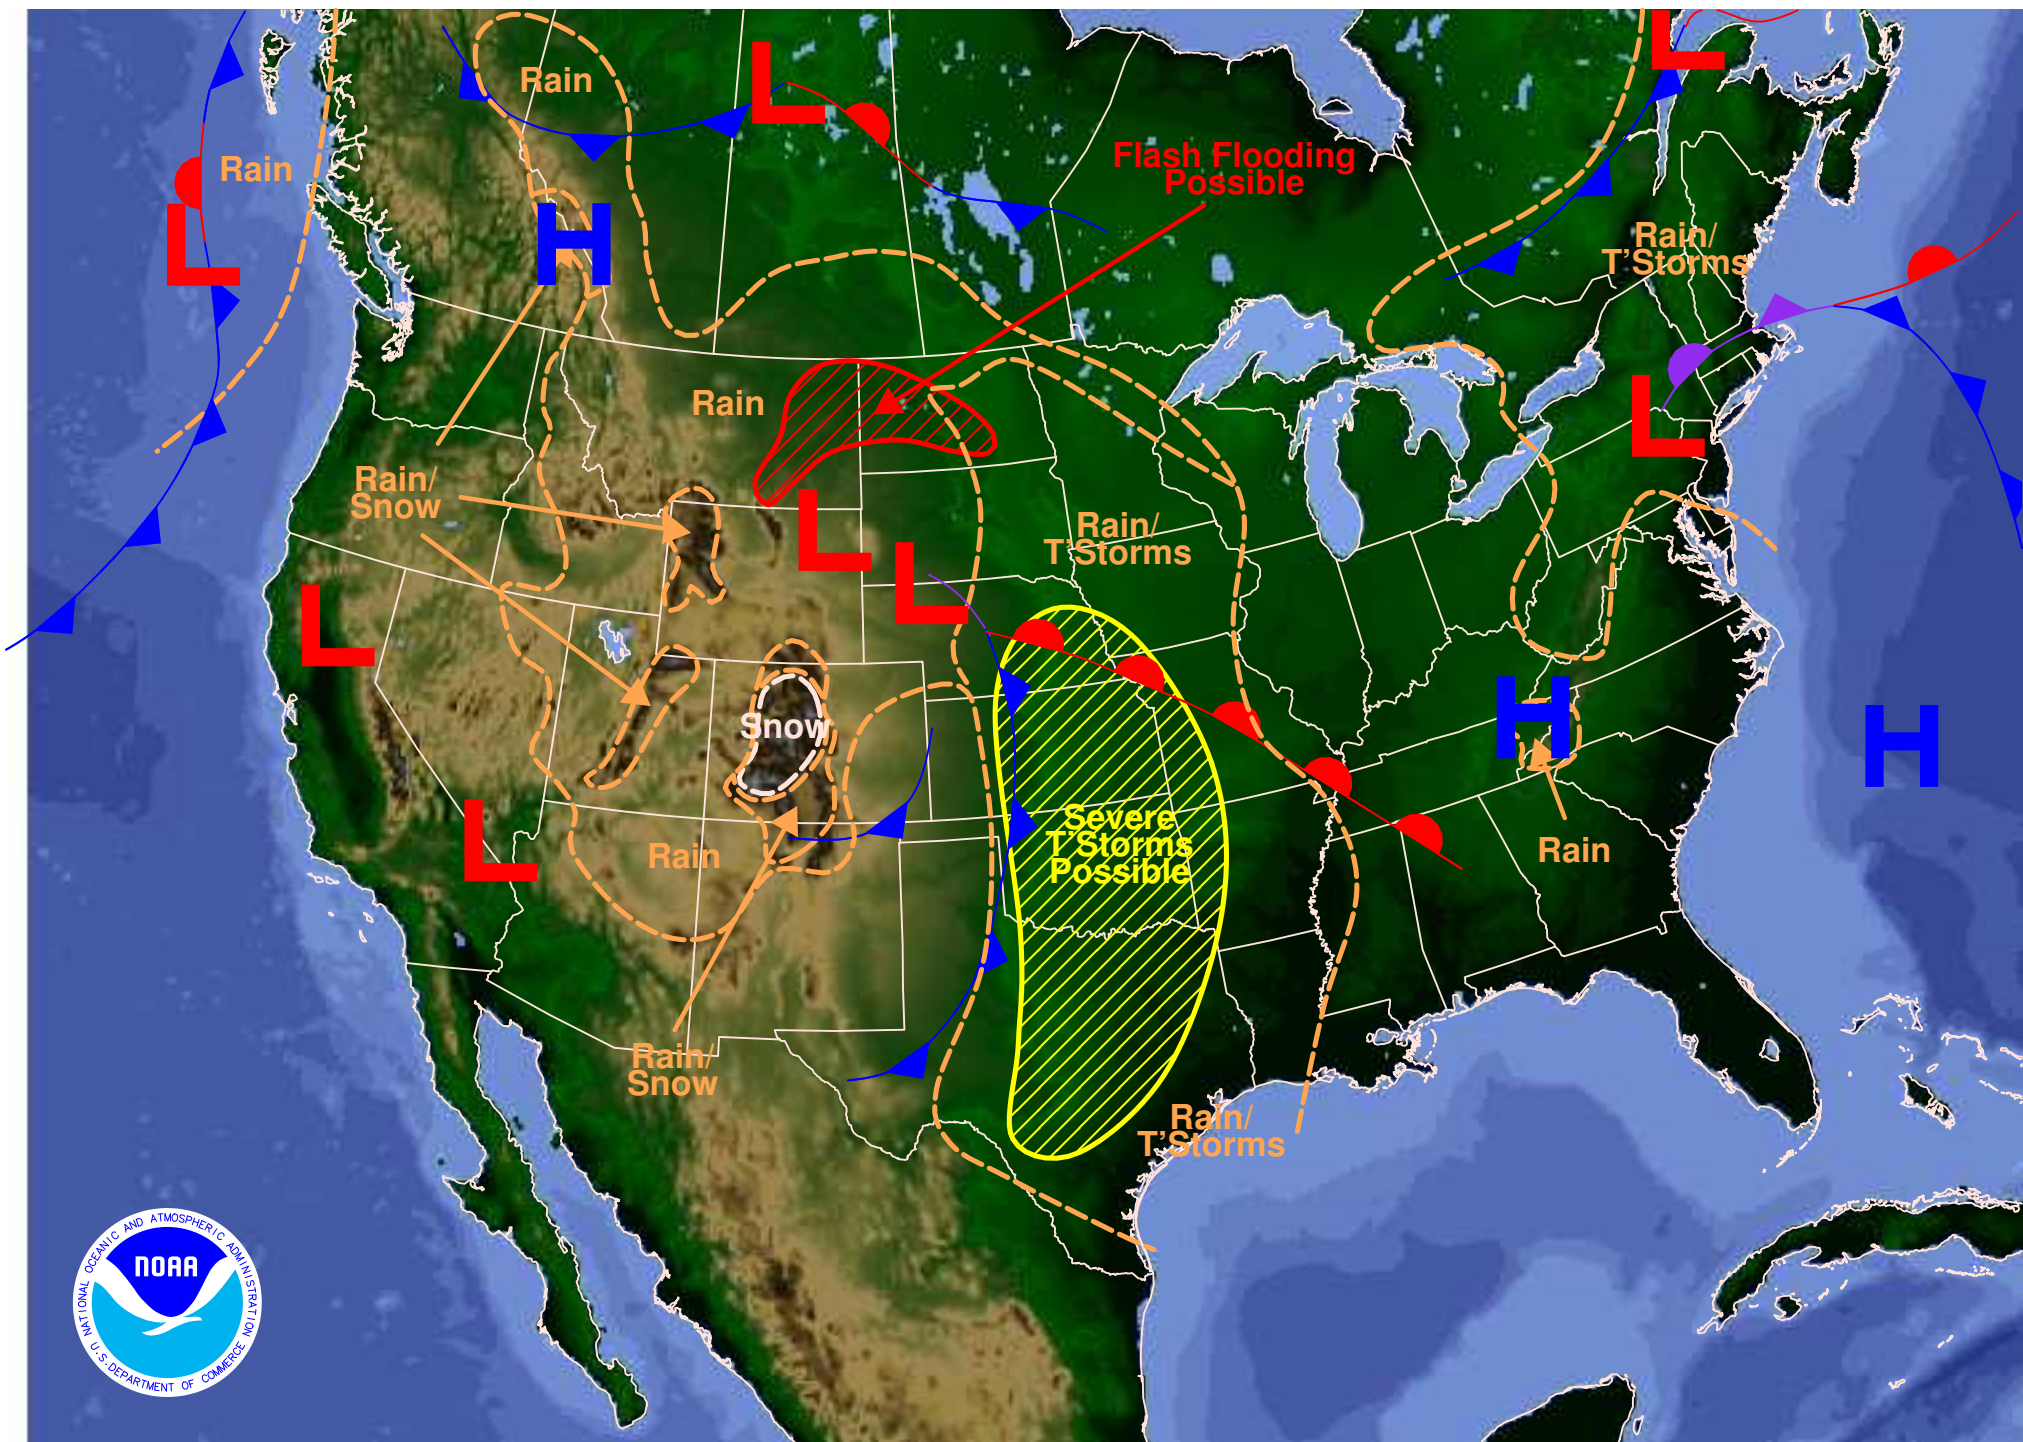 Rain
L
Flash Flooding
Possible
L
Rain
Rain/
T'Storms
H
L
Rain
L
Rain/
Snow
L
Rain/
T'Storms
L
L
L
H
H
Snow
L
Severe
T'Storms
Possible
Rain
Rain
Rain/
Snow
Rain/
T'Storms
NATIONAL OCEANIC AND ATMOSPHERIC ADMINISTRATION
NOAA
U.S. DEPARTMENT OF COMMERCE